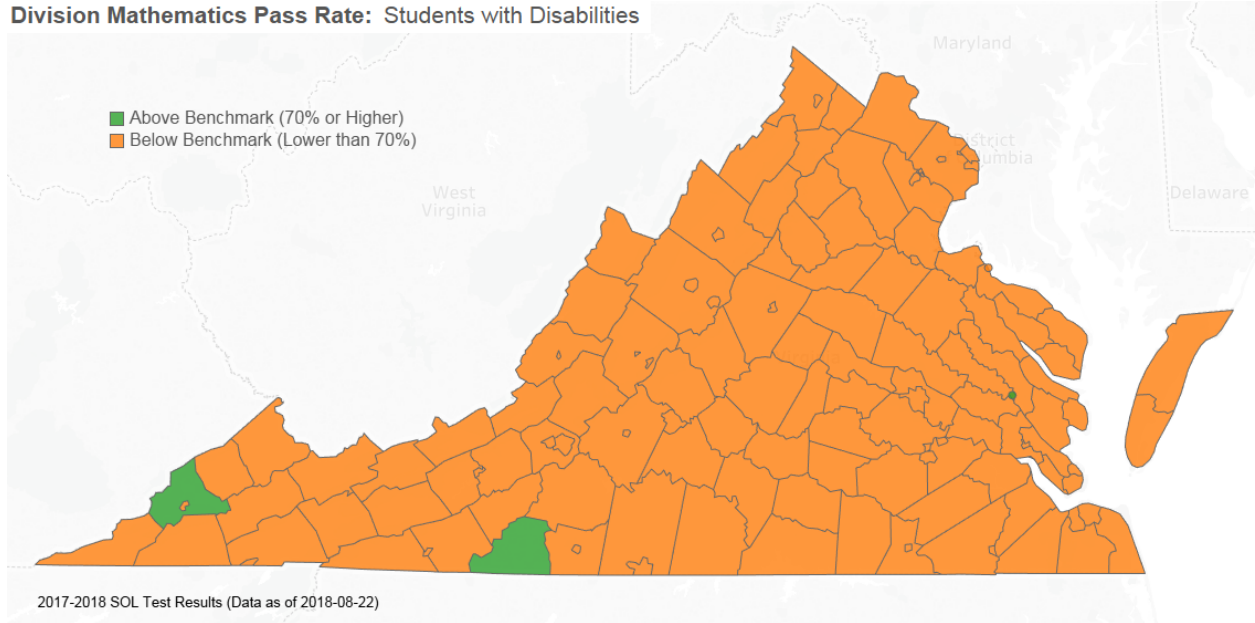 Division Mathematics Pass Rate: Students with Disabilities
Maryland
Above Benchmark (70% or Higher)
Below Benchmark (Lower than 70%)
West
Virginia
Delaware
2017-2018 SOL Test Results (Data as of 2018-08-22)